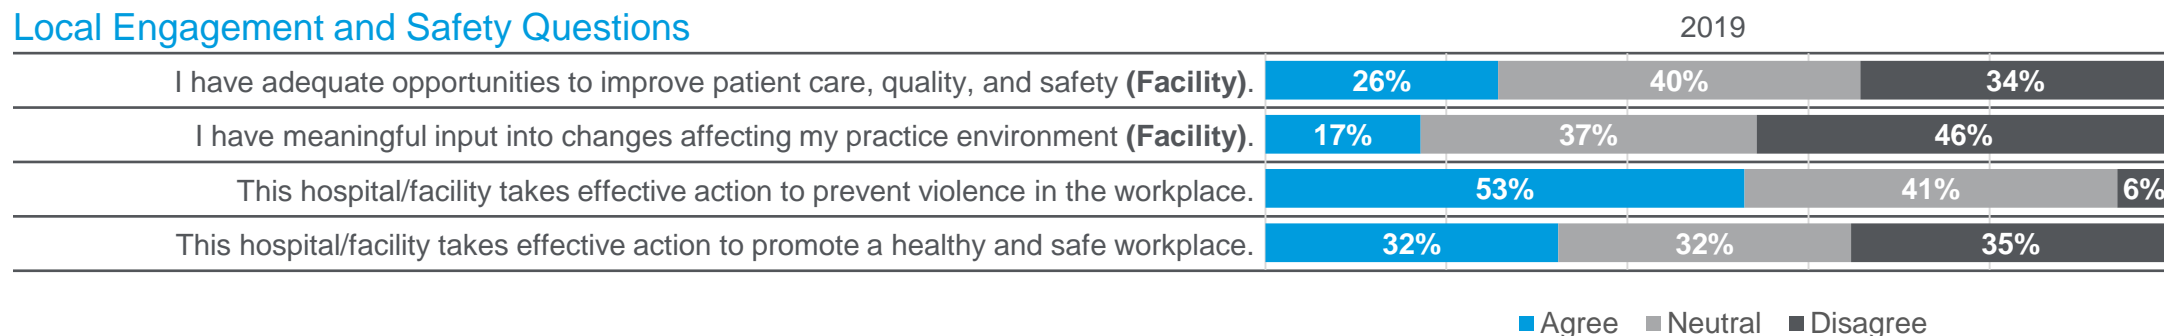 Local Engagement and Safety Questions 2019
I have adequate opportunities to improve patient care, quality, and safety (Facility). 26% 40% 34%
I have meaningful input into changes affecting my practice environment (Facility). 17% 37% 46%
This hospital/facility takes effective action to prevent violence in the workplace. 53% 41% 6%
This hospital/facility takes effective action to promote a healthy and safe workplace. 32% 32% 35%
Agree Neutral Disagree